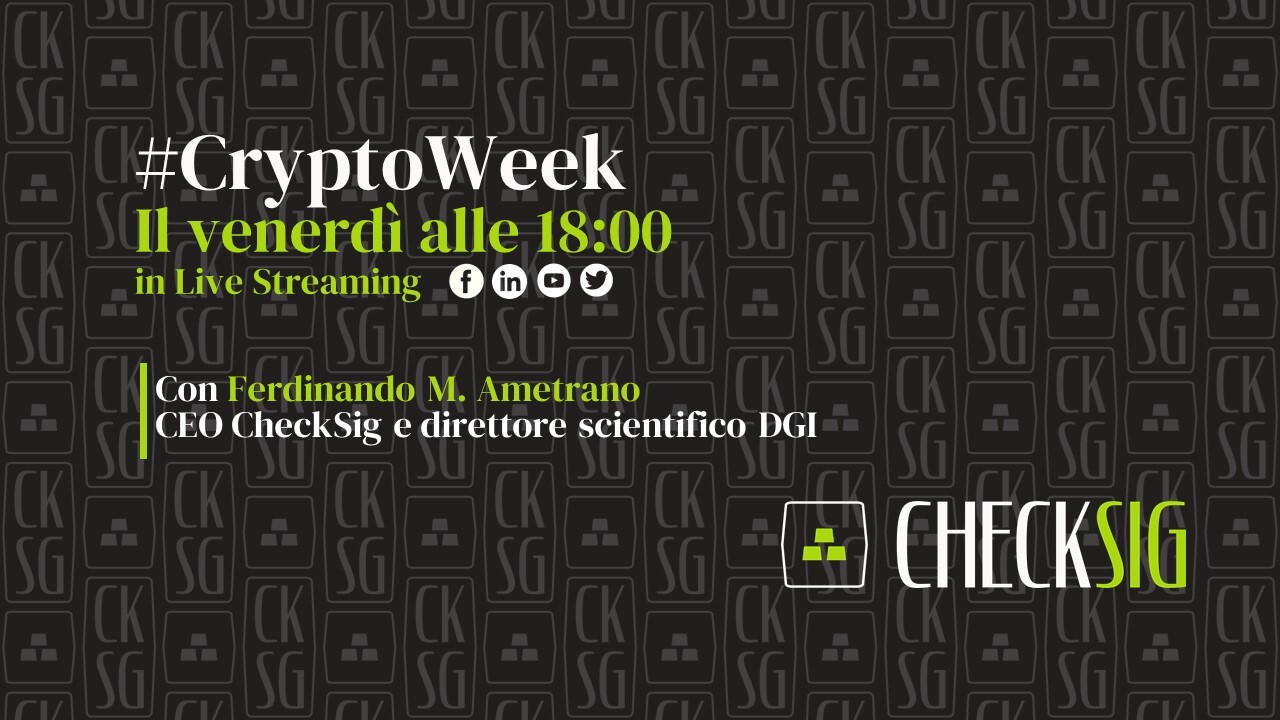 #CryptoWeek
Il venerdì alle 18:00
in Live Streaming
Con Ferdinando M. Ametrano
CEO CheckSig e direttore scientifico DGI
CHECKSIG